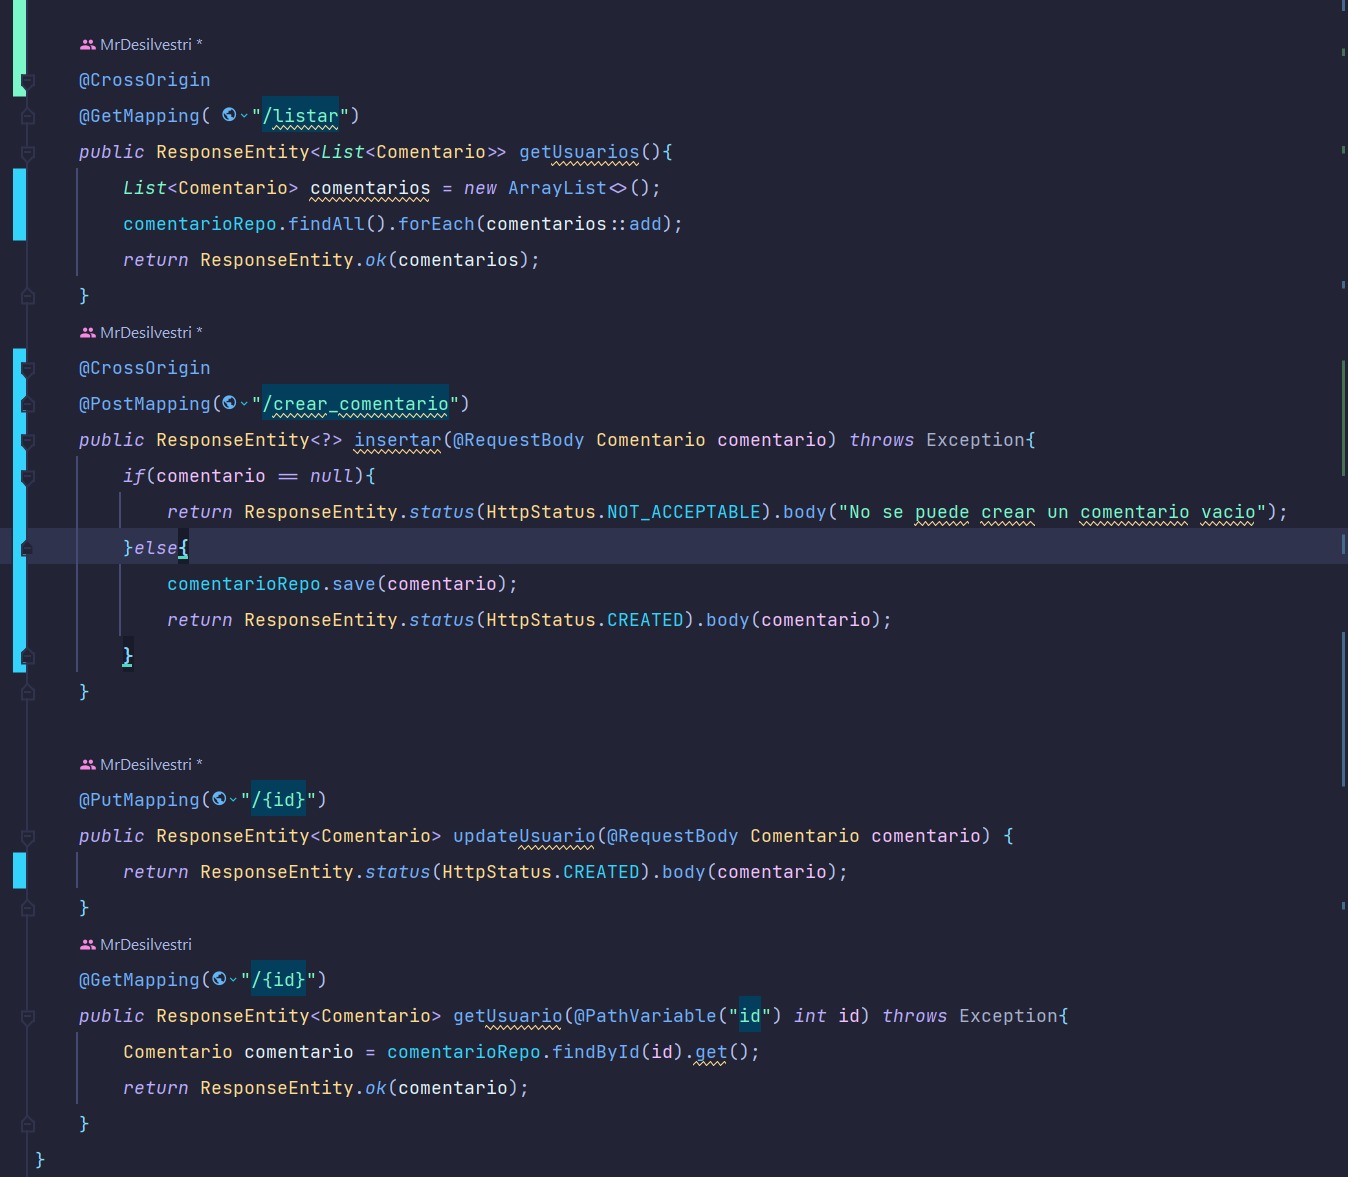 MrDesilvestri *
@CrossOrigin
@GetMapping("/listar")
public ResponseEntity<List<Comentario>> getUsuarios(){
List<Comentario> comentarios = new ArrayList<>();
comentarioRepo.findAll().forEach(comentarios::add);
return ResponseEntity.ok(comentarios);
}
MrDesilvestri *
@CrossOrigin
@PostMapping("/crear_comentario")
public ResponseEntity<?> insertar(@RequestBody Comentario comentario) throws Exception{
if(comentario == null){
return ResponseEntity.status(HttpStatus.NOT_ACCEPTABLE).body("No se puede crear un comentario vacio");
}else{
comentarioRepo.save(comentario);
return ResponseEntity.status(HttpStatus.CREATED).body(comentario);
}
}
MrDesilvestri *
@PutMapping("/{id}")
public ResponseEntity<Comentario> updateUsuario(@RequestBody Comentario comentario) {
return ResponseEntity.status(HttpStatus.CREATED).body(comentario);
}
MrDesilvestri
@GetMapping("/{id}")
public ResponseEntity<Comentario> getUsuario(@PathVariable("id") int id) throws Exception{
Comentario comentario = comentarioRepo.findById(id).get();
return ResponseEntity.ok(comentario);
}
}